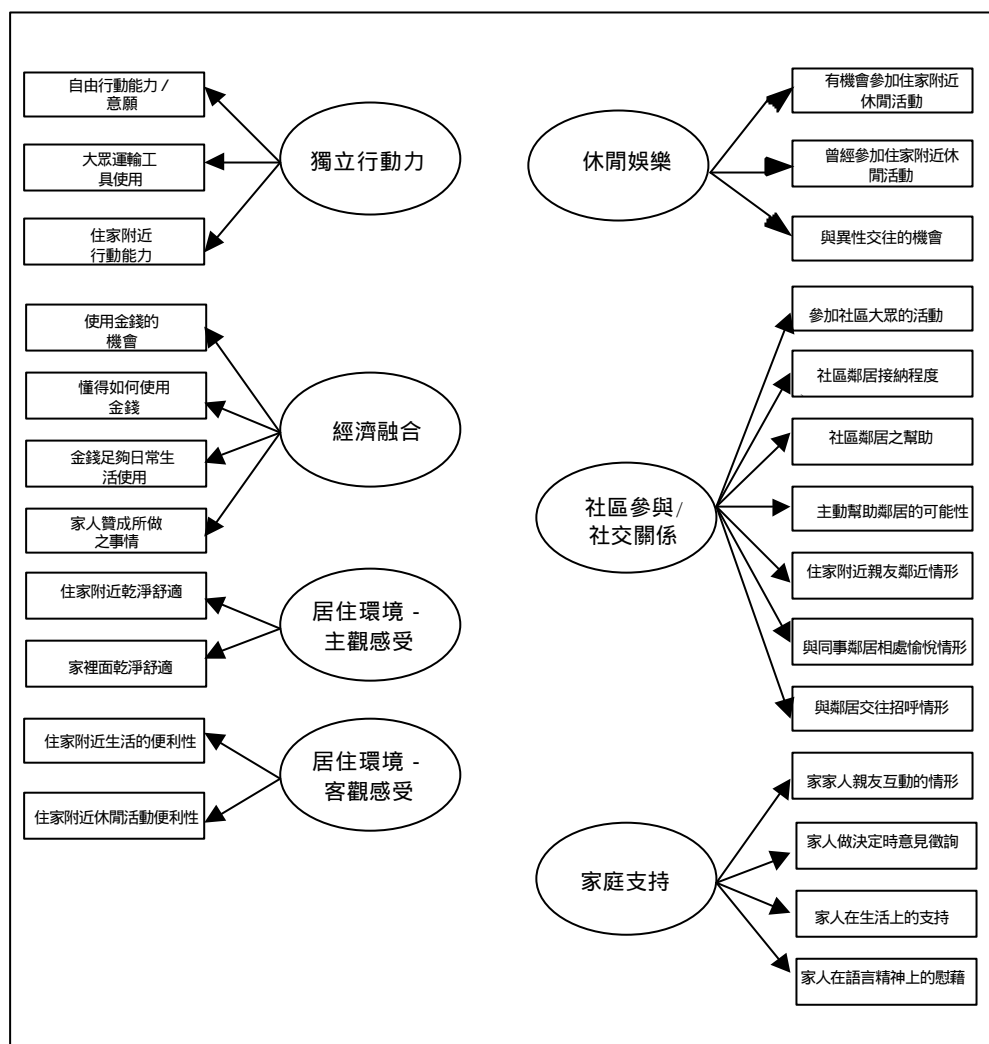 自由行動能力 /
意願
大眾運輸工
具使用
住家附近
行動能力
獨立行動力
使用金錢的
機會
懂得如何使用
金錢
金錢足夠日常生
活使用
家人贊成所做
之事情
經濟融合
住家附近乾淨舒適
家裡面乾淨舒適
居住環境 -
主觀感受
住家附近生活的便利性
住家附近休閒活動便利性
居住環境 -
客觀感受
休閒娛樂
有機會參加住家附近
休閒活動
曾經參加住家附近休
閒活動
與異性交往的機會
社區參與/
社交關係
參加社區大眾的活動
社區鄰居接納程度
社區鄰居之幫助
主動幫助鄰居的可能性
住家附近親友鄰近情形
與同事鄰居相處愉悅情形
與鄰居交往招呼情形
家庭支持
家家人親友互動的情形
家人做決定時意見徵詢
家人在生活上的支持
家人在語言精神上的慰藉